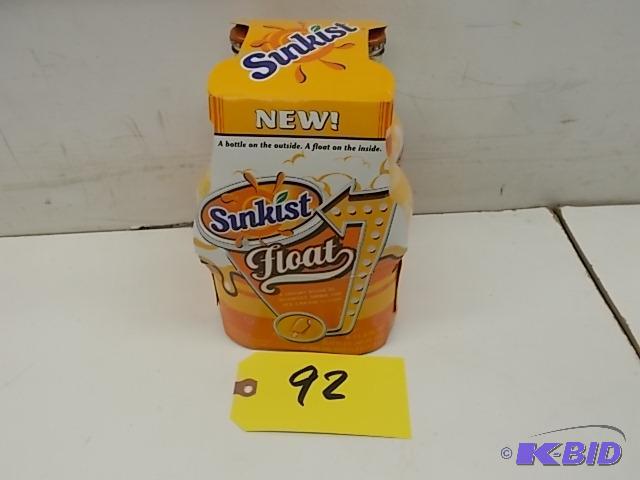 Sunkist
NEW!
A bottle on the outside. A float on the inside.
Sunkist
Float
92
© K-BID